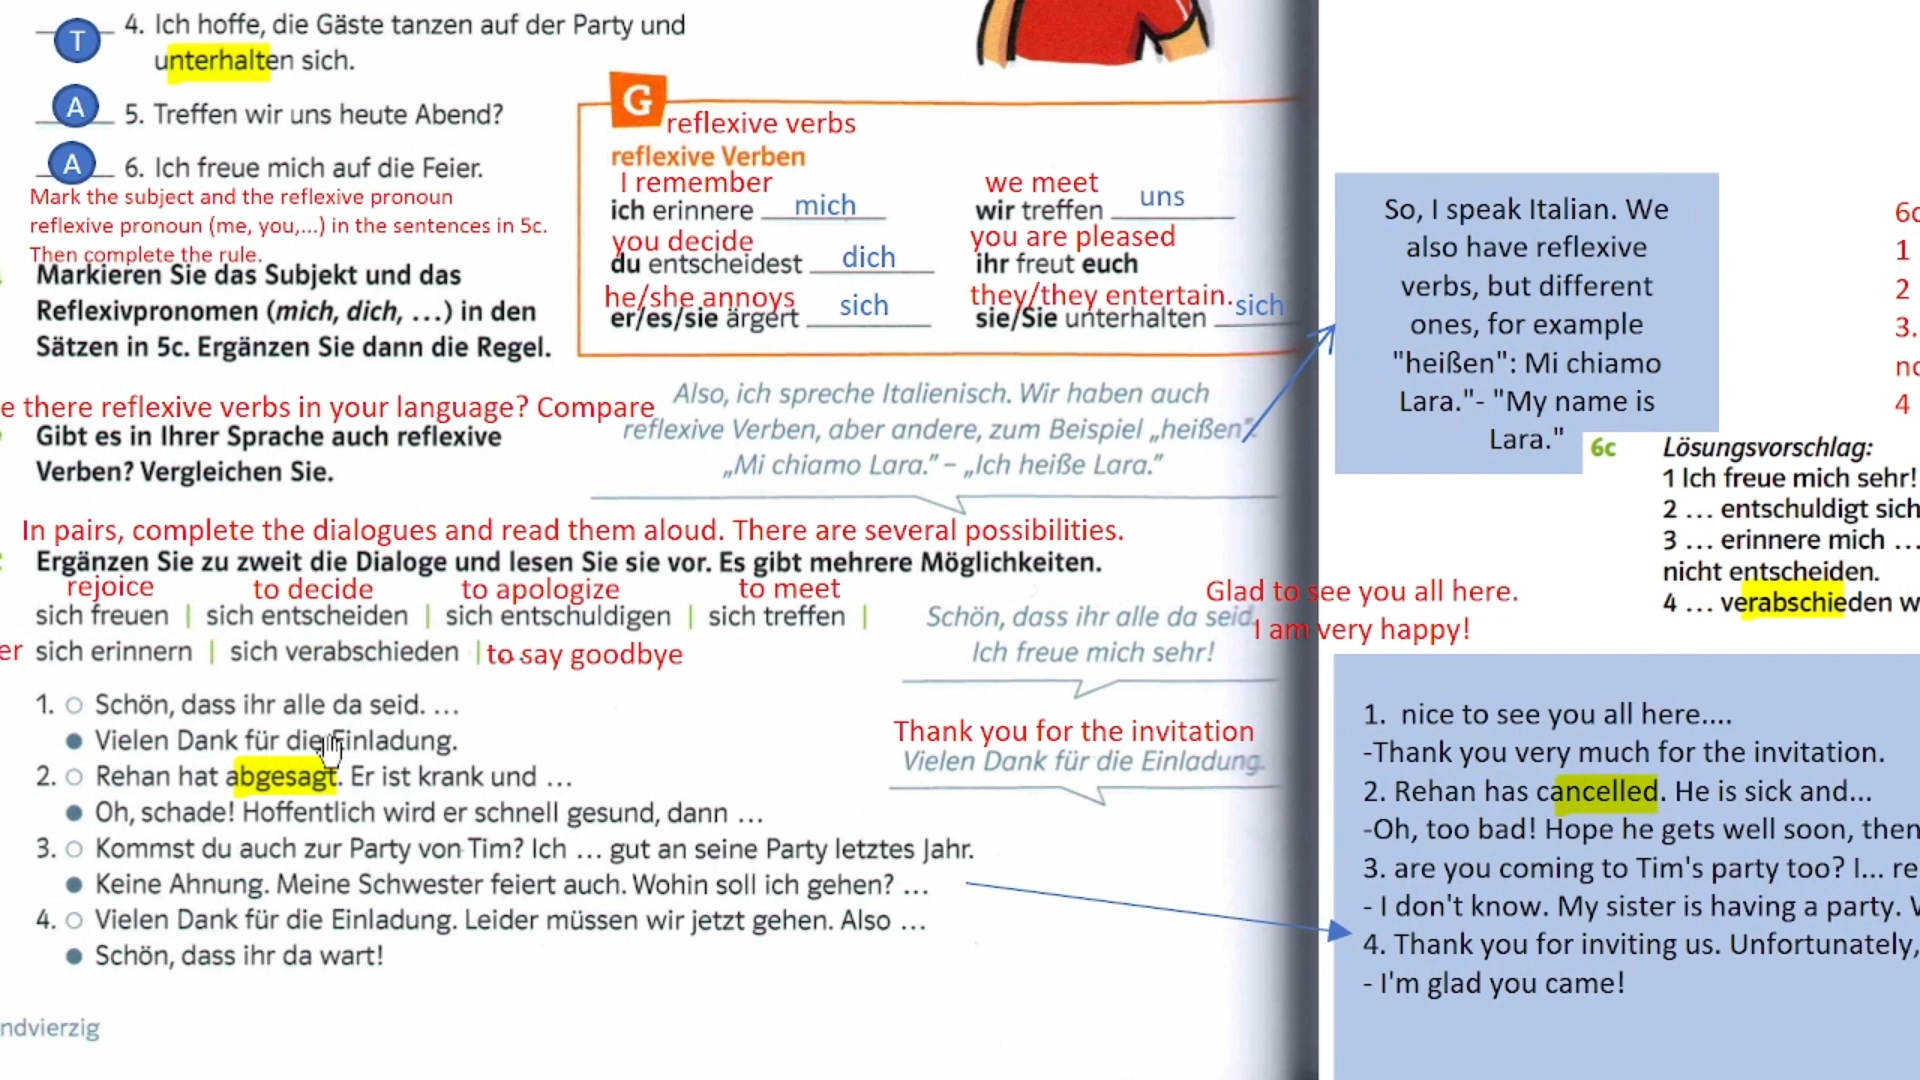 T 4. Ich hoffe, die Gäste tanzen auf der Party und
unterhalten sich.
A 5. Treffen wir uns heute Abend?
A 6. Ich freue mich auf die Feier.
Mark the subject and the reflexive pronoun
reflexive pronoun (me, you,...) in the sentences in 5c.
Then complete the rule.
Markieren Sie das Subjekt und das
Reflexivpronomen (mich, dich, ...) in den
Sätzen in 5c. Ergänzen Sie dann die Regel.
G
reflexive verbs
reflexive Verben
I remember
ich erinnere mich
you decide
du entscheidest dich
he/she annoys
er/es/sie ärgert sich
we meet
wir treffen uns
you are pleased
ihr freut euch
they/they entertain.
sie/Sie unterhalten sich
So, I speak Italian. We
also have reflexive
verbs, but different
ones, for example
"heißen": Mi chiamo
Lara."- "My name is
Lara."
e there reflexive verbs in your language? Compare
Gibt es in Ihrer Sprache auch reflexive
Verben? Vergleichen Sie.
Also, ich spreche Italienisch. Wir haben auch
reflexive Verben, aber andere, zum Beispiel „heißen”:
„Mi chiamo Lara.” – „Ich heiße Lara.”
6c
1
2
3.
no
4
6c Lösungsvorschlag:
1 Ich freue mich sehr!
2 ... entschuldigt sich
3 ... erinnere mich ...
nicht entscheiden.
4 ... verabschieden w
In pairs, complete the dialogues and read them aloud. There are several possibilities.
Ergänzen Sie zu zweit die Dialoge und lesen Sie sie vor. Es gibt mehrere Möglichkeiten.
rejoice to decide to apologize to meet
sich freuen | sich entscheiden | sich entschuldigen | sich treffen |
er sich erinnern | sich verabschieden | to say goodbye
Glad to see you all here.
I am very happy!
Schön, dass ihr alle da seid.
Ich freue mich sehr!
Thank you for the invitation
Vielen Dank für die Einladung.
1. Schön, dass ihr alle da seid. ...
Vielen Dank für die Einladung.
2. Rehan hat abgesagt. Er ist krank und ...
Oh, schade! Hoffentlich wird er schnell gesund, dann ...
3. Kommst du auch zur Party von Tim? Ich ... gut an seine Party letztes Jahr.
Keine Ahnung. Meine Schwester feiert auch. Wohin soll ich gehen? ...
4. Vielen Dank für die Einladung. Leider müssen wir jetzt gehen. Also ...
Schön, dass ihr da wart!
1. nice to see you all here....
-Thank you very much for the invitation.
2. Rehan has cancelled. He is sick and...
-Oh, too bad! Hope he gets well soon, then
3. are you coming to Tim's party too? I... re
- I don't know. My sister is having a party. W
4. Thank you for inviting us. Unfortunately,
- I'm glad you came!
ndvierzig